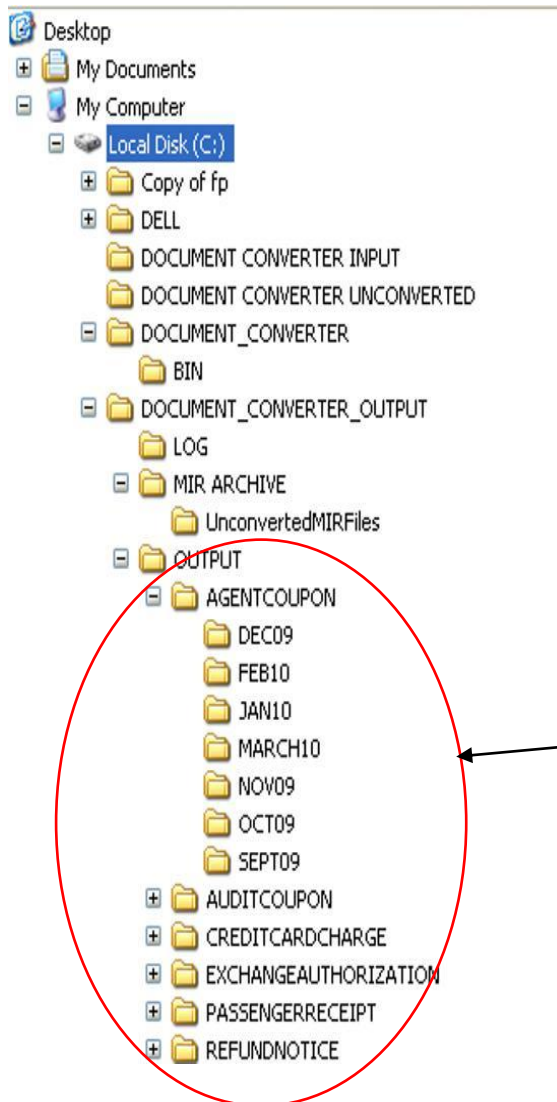 Desktop
My Documents
My Computer
Local Disk (C:)
Copy of fp
DELL
DOCUMENT CONVERTER INPUT
DOCUMENT CONVERTER UNCONVERTED
DOCUMENT_CONVERTER
BIN
DOCUMENT_CONVERTER_OUTPUT
LOG
MIR ARCHIVE
UnconvertedMIRFiles
OUTPUT
AGENTCOUPON
DEC09
FEB10
JAN10
MARCH10
NOV09
OCT09
SEPT09
AUDITCOUPON
CREDITCARDCHARGE
EXCHANGEAUTHORIZATION
PASSENGERRECEIPT
REFUNDNOTICE